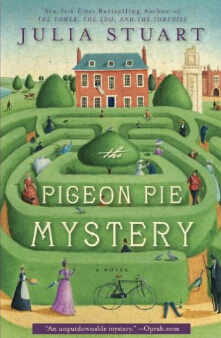 New York Times Bestselling Author of
THE TOWER, THE ZOO, AND THE TORTOISE
JULIA STUART
the
PIGEON PIE
MYSTERY
A NOVEL
"An unputdownable mystery." —Oprah.com